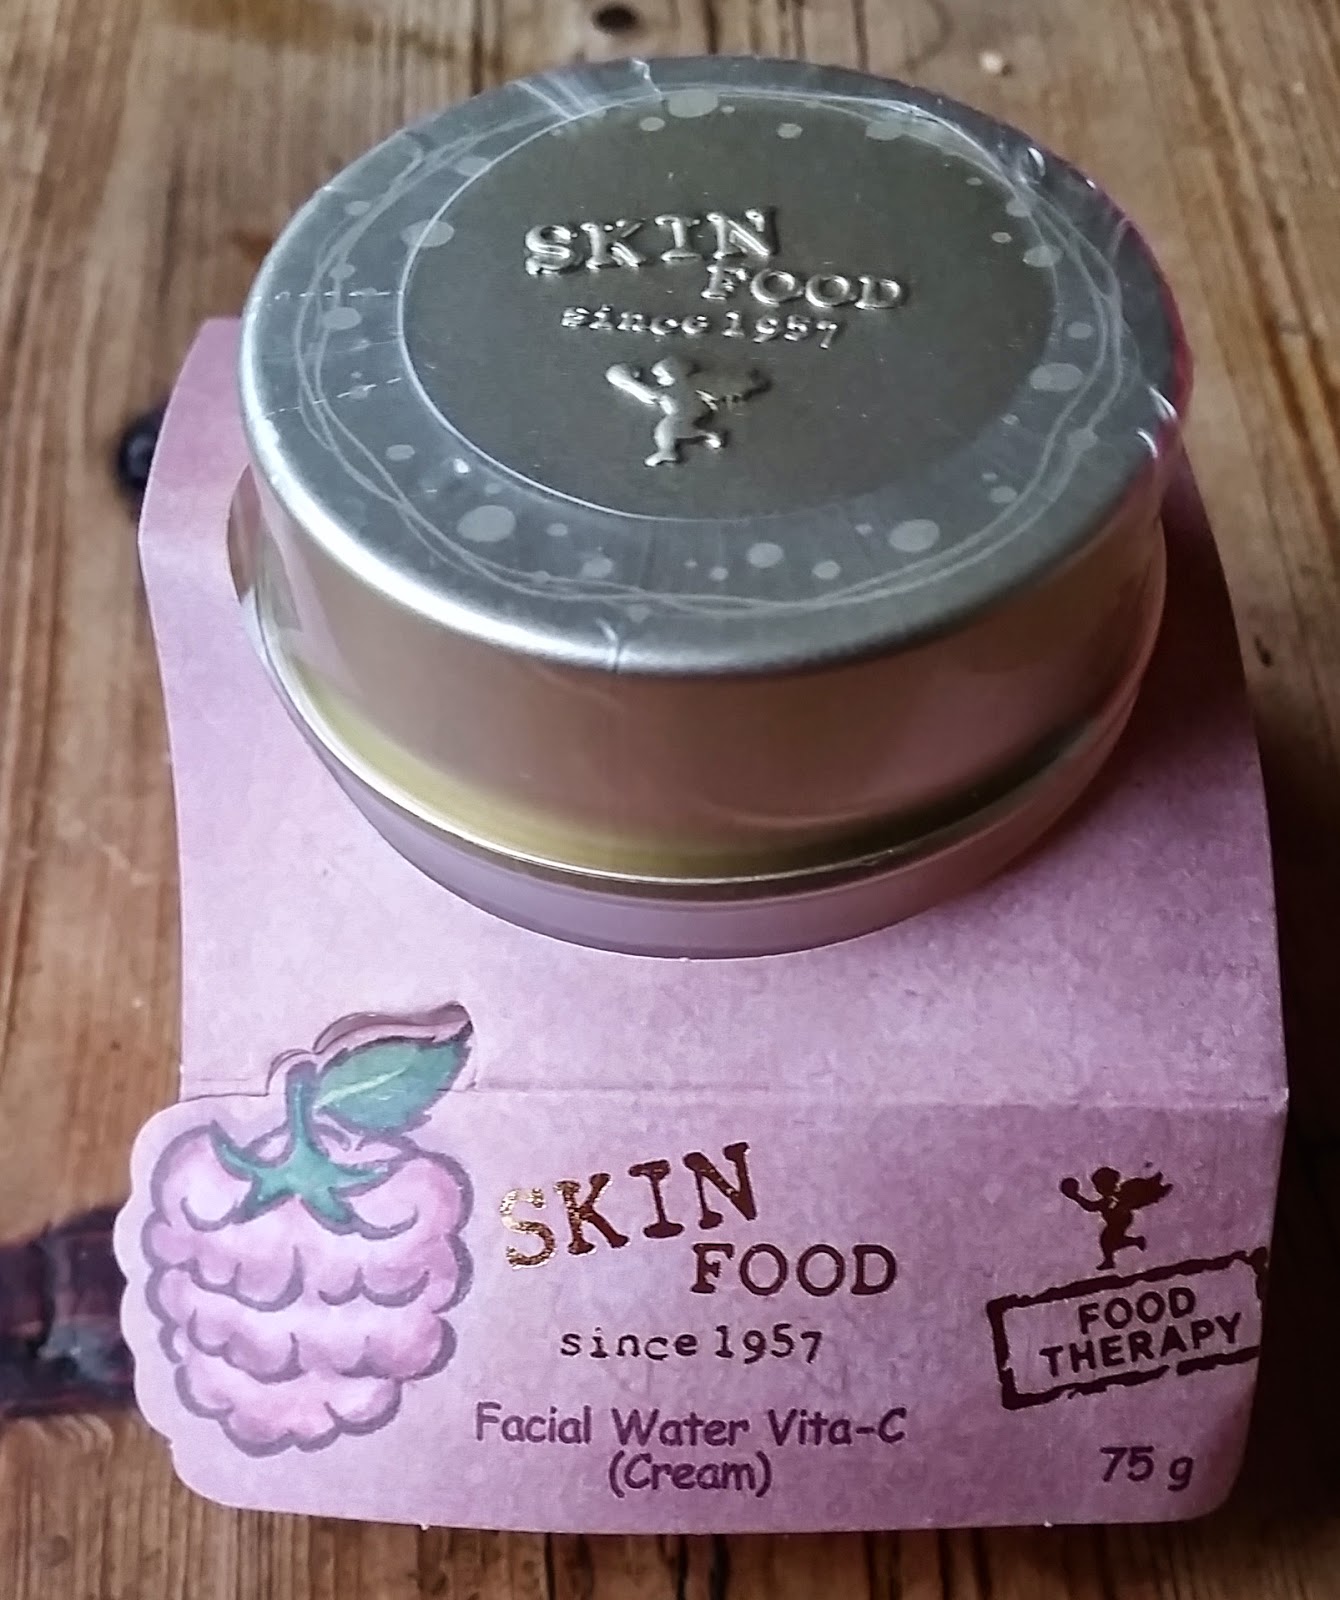 SKIN
FOOD
since 1957
SKIN
FOOD
since 1957
Facial Water Vita-C
(Cream)
FOOD
THERAPY
75 g